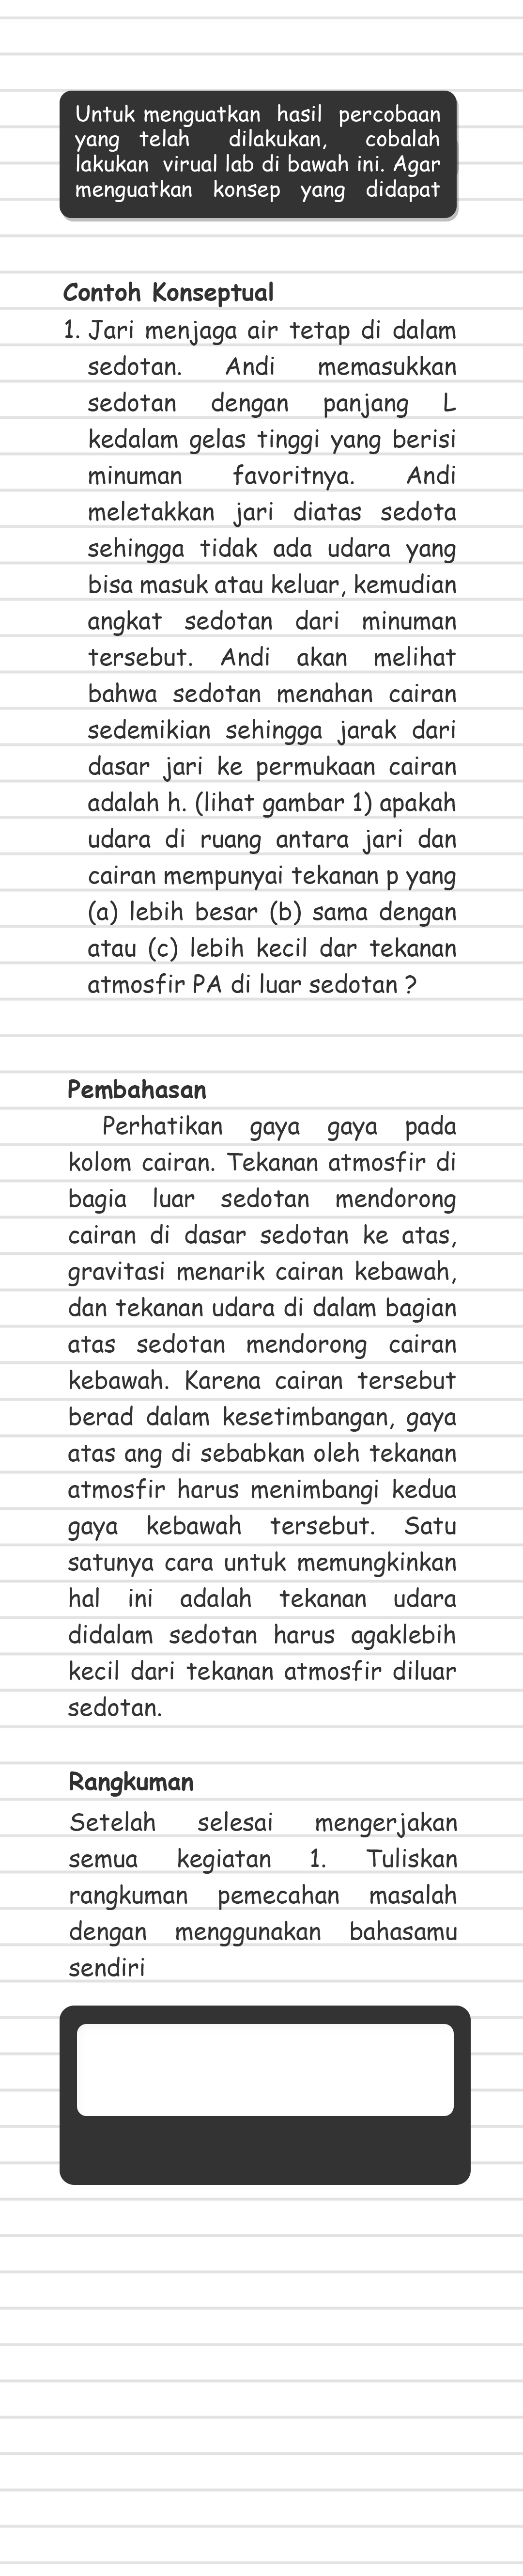 Untuk menguatkan hasil percobaan
yang telah dilakukan, cobalah
lakukan virual lab di bawah ini. Agar
menguatkan konsep yang didapat
Contoh Konseptual
1. Jari menjaga air tetap di dalam
sedotan. Andi memasukkan
sedotan dengan panjang L
kedalam gelas tinggi yang berisi
minuman favoritnya. Andi
meletakkan jari diatas sedota
sehingga tidak ada udara yang
bisa masuk atau keluar, kemudian
angkat sedotan dari minuman
tersebut. Andi akan melihat
bahwa sedotan menahan cairan
sedemikian sehingga jarak dari
dasar jari ke permukaan cairan
adalah h. (lihat gambar 1) apakah
udara di ruang antara jari dan
cairan mempunyai tekanan p yang
(a) lebih besar (b) sama dengan
atau (c) lebih kecil dar tekanan
atmosfir PA di luar sedotan ?
Pembahasan
Perhatikan gaya gaya pada
kolom cairan. Tekanan atmosfir di
bagia luar sedotan mendorong
cairan di dasar sedotan ke atas,
gravitasi menarik cairan kebawah,
dan tekanan udara di dalam bagian
atas sedotan mendorong cairan
kebawah. Karena cairan tersebut
berad dalam kesetimbangan, gaya
atas ang di sebabkan oleh tekanan
atmosfir harus menimbangi kedua
gaya kebawah tersebut. Satu
satunya cara untuk memungkinkan
hal ini adalah tekanan udara
didalam sedotan harus agaklebih
kecil dari tekanan atmosfir diluar
sedotan.
Rangkuman
Setelah selesai mengerjakan
semua kegiatan 1. Tuliskan
rangkuman pemecahan masalah
dengan menggunakan bahasamu
sendiri